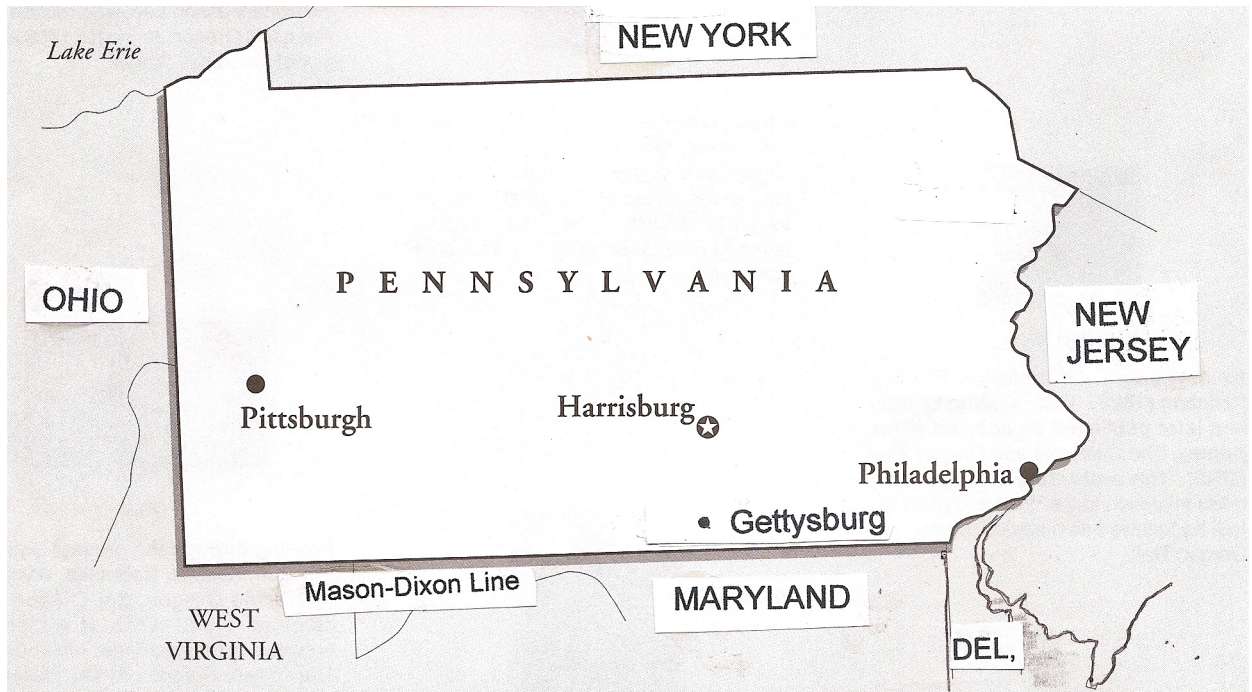 Lake Erie
NEW YORK
PENNSYLVANIA
OHIO
NEW
JERSEY
Pittsburgh
Harrisburg
Philadelphia
Gettysburg
Mason-Dixon Line
MARYLAND
WEST
VIRGINIA
DEL,